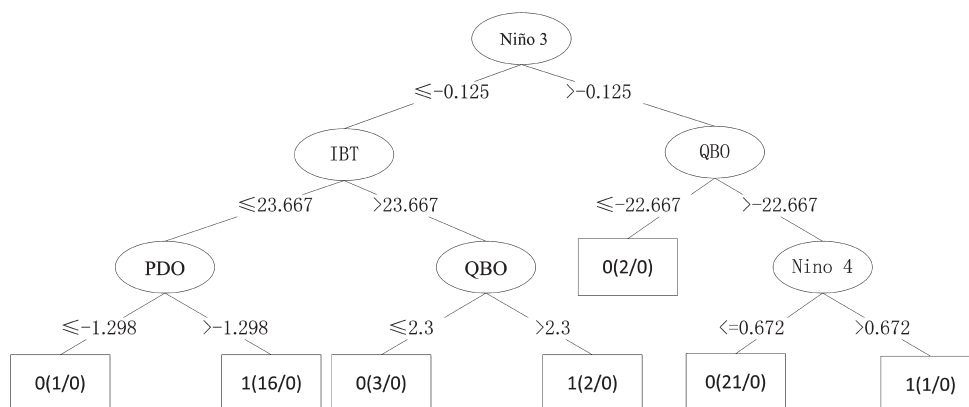 Niño 3
≤-0.125 >-0.125
IBT QBO
≤23.667 >23.667 ≤-22.667 >-22.667
PDO QBO 0(2/0) Nino 4
≤-1.298 >-1.298 ≤2.3 >2.3 <=0.672 >0.672
0(1/0) 1(16/0) 0(3/0) 1(2/0) 0(21/0) 1(1/0)